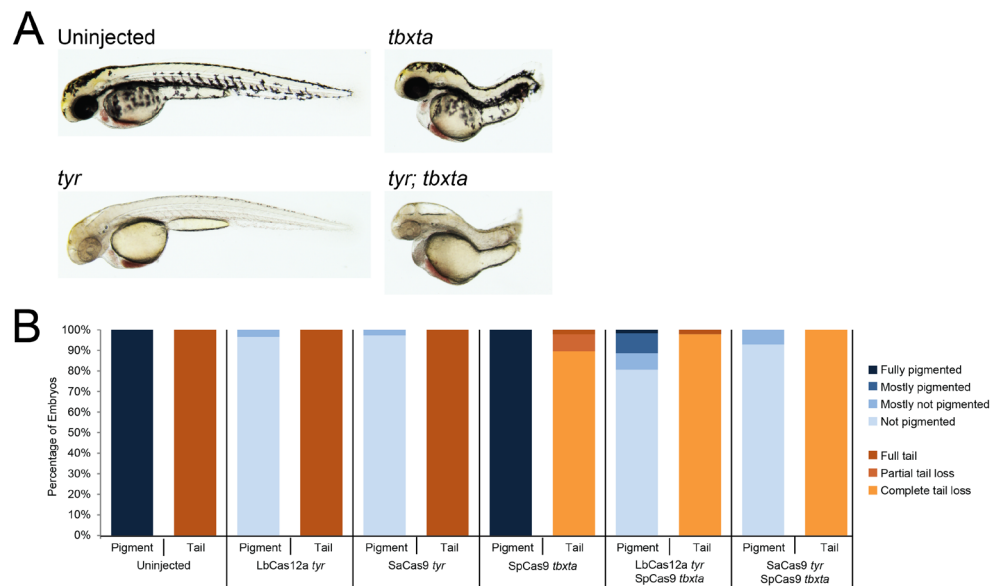 A
Uninjected
tbxta
tyr
tyr; tbxta
B
100%
90%
80%
70%
60%
50%
40%
30%
20%
10%
0%
Percentage of Embryos
Fully pigmented
Mostly pigmented
Mostly not pigmented
Not pigmented
Full tail
Partial tail loss
Complete tail loss
Pigment Tail Pigment Tail Pigment Tail Pigment Tail Pigment Tail Pigment Tail
Uninjected LbCas12a tyr SaCas9 tyr SpCas9 tbxta LbCas12a tyr SaCas9 tyr
SpCas9 tbxta SpCas9 tbxta